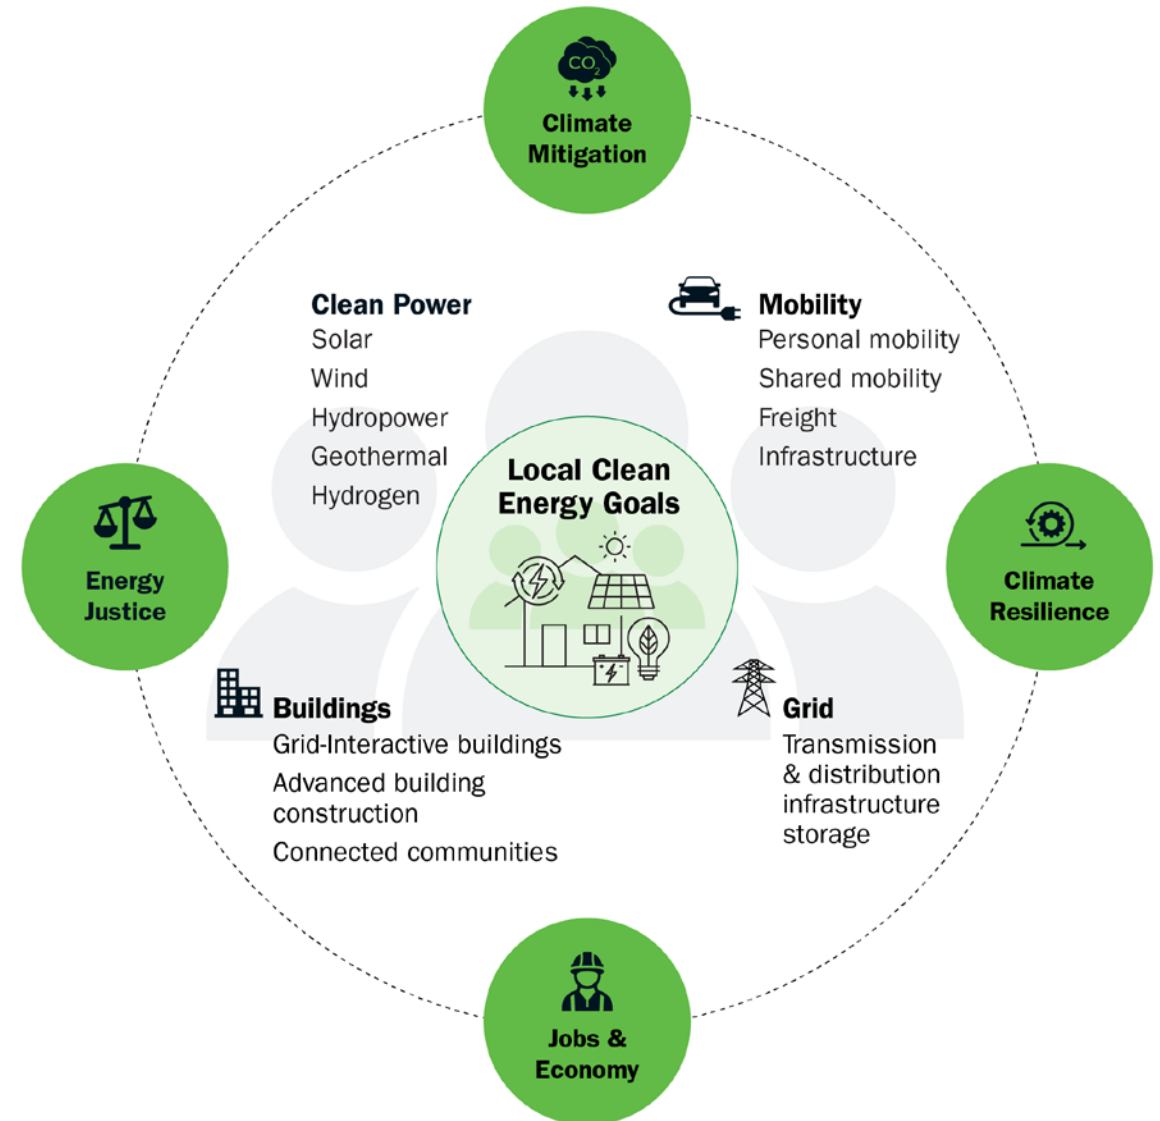 CO2
Climate
Mitigation
Clean Power
Solar
Wind
Hydropower
Geothermal
Hydrogen
Mobility
Personal mobility
Shared mobility
Freight
Infrastructure
Local Clean
Energy Goals
Energy
Justice
Climate
Resilience
Buildings
Grid-Interactive buildings
Advanced building
construction
Connected communities
Grid
Transmission
& distribution
infrastructure
storage
Jobs &
Economy